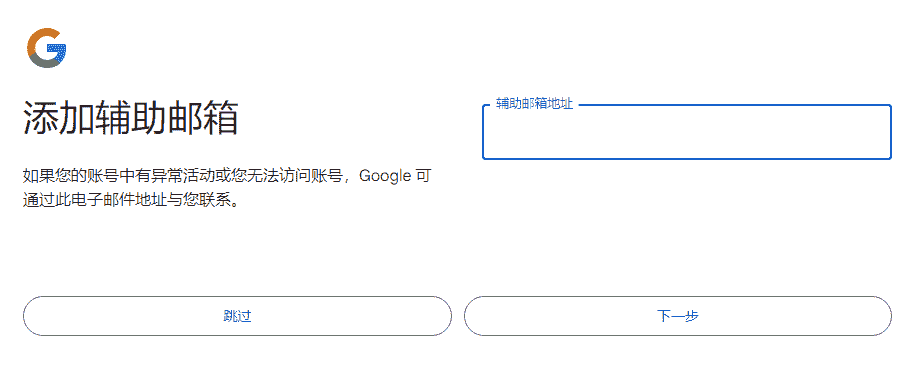 添加辅助邮箱
如果您的账号中有异常活动或您无法访问账号，Google 可
通过此电子邮件地址与您联系。
辅助邮箱地址
跳过
下一步